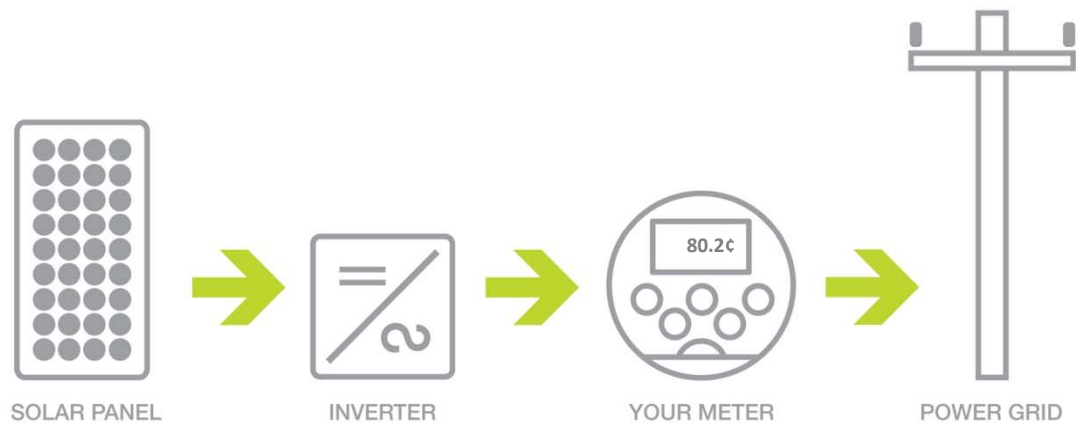 80.2¢
SOLAR PANEL
INVERTER
YOUR METER
POWER GRID